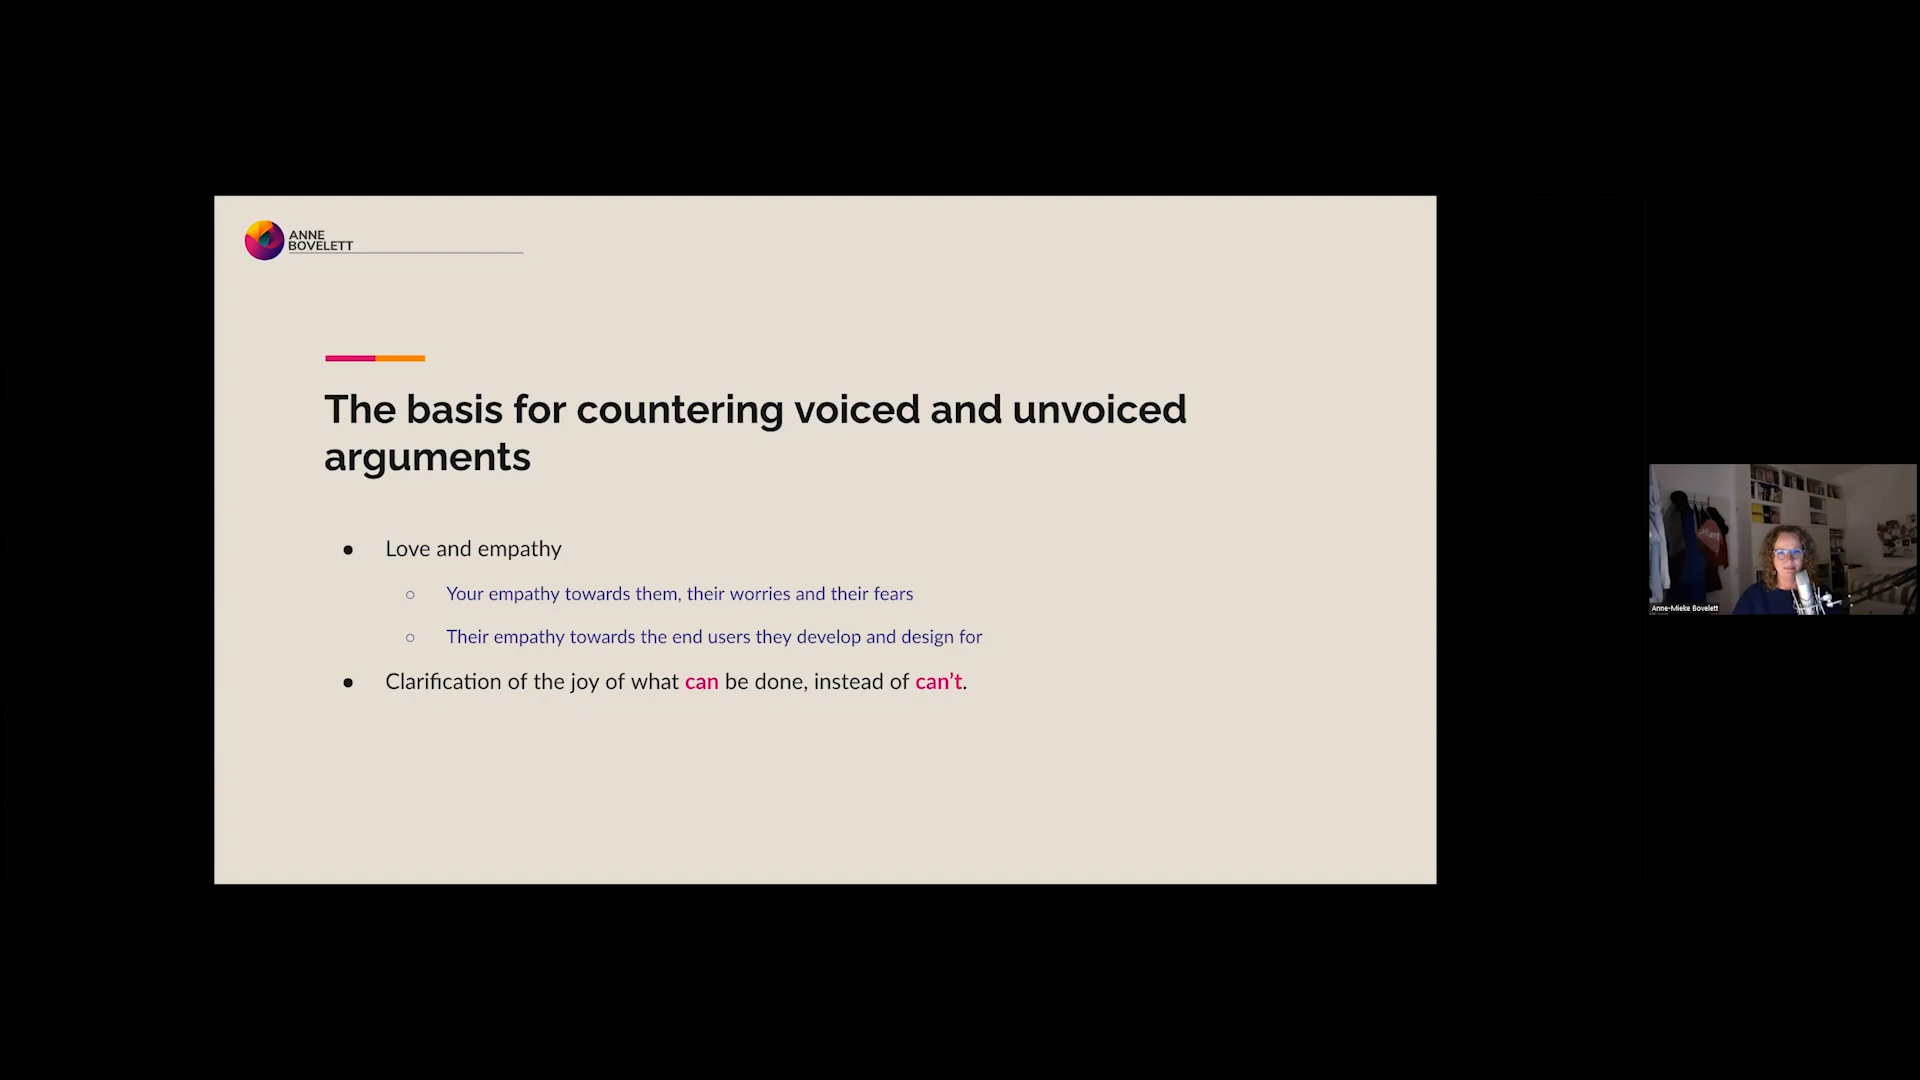 ANNE
BOVELETT
The basis for countering voiced and unvoiced
arguments
● Love and empathy
○ Your empathy towards them, their worries and their fears
○ Their empathy towards the end users they develop and design for
● Clarification of the joy of what can be done, instead of can’t.
Anne-Mieke Bovelett